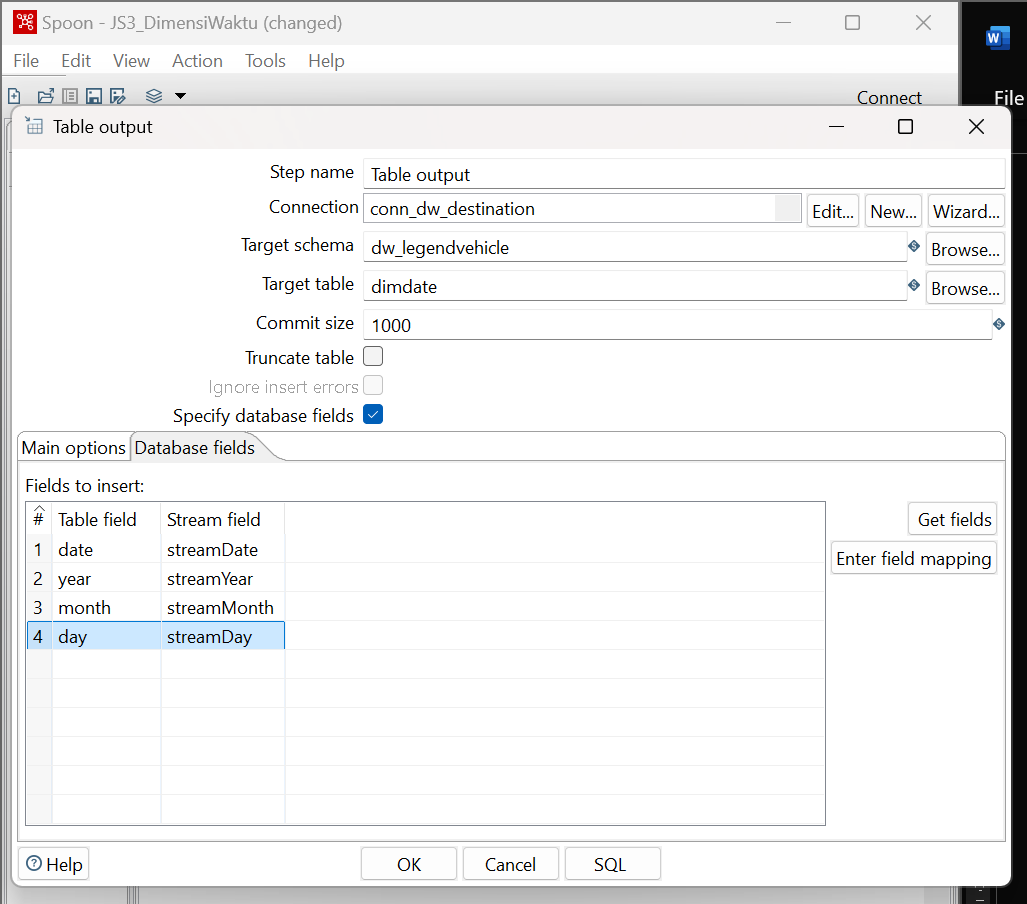 Spoon - JS3_DimensiWaktu (changed)
File Edit View Action Tools Help
Connect
File
Table output
Step name Table output
Connection conn_dw_destination Edit... New... Wizard...
Target schema dw_legendvehicle Browse...
Target table dimdate Browse...
Commit size 1000
Truncate table
Ignore insert errors
Specify database fields
Main options Database fields
Fields to insert:
# Table field Stream field
Get fields
1 date streamDate
Enter field mapping
2 year streamYear
3 month streamMonth
4 day streamDay
Help OK Cancel SQL